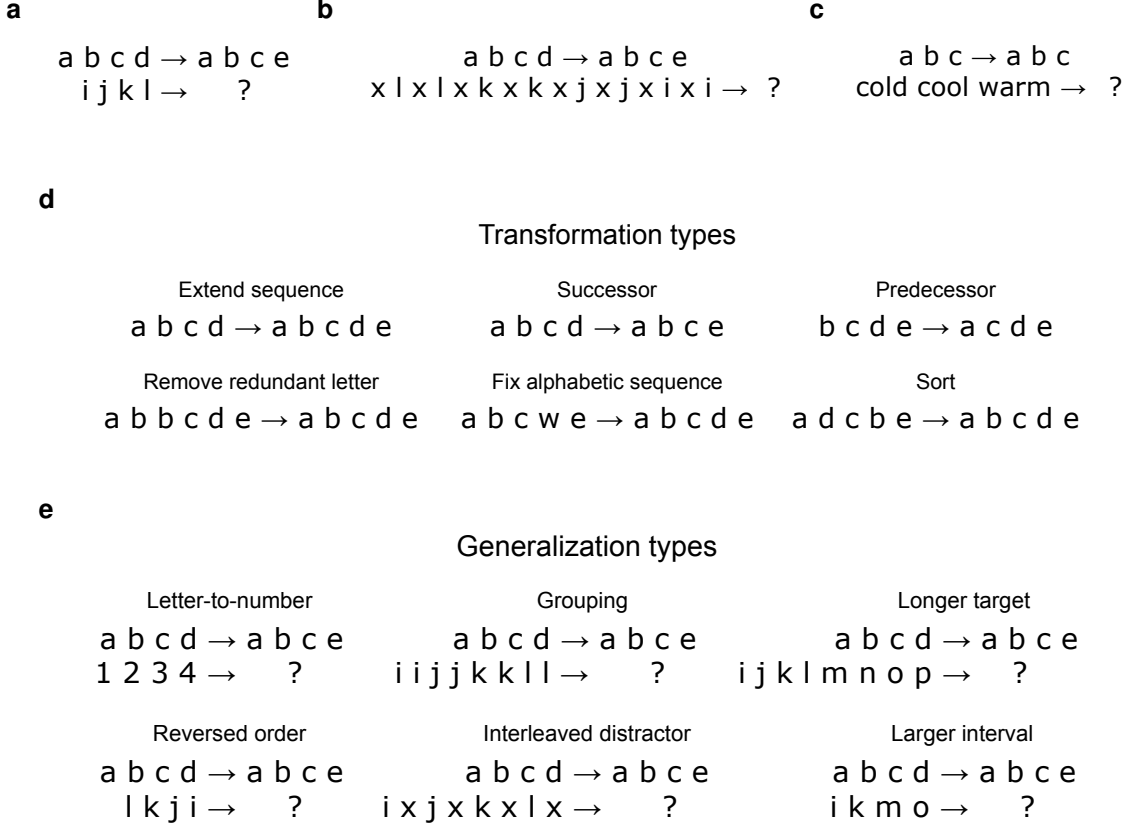 a
a b c d → a b c e
i j k l → ?
b
a b c d → a b c e
x l x l x k x k x j x j x i x i → ?
c
a b c → a b c
cold cool warm → ?
d
Transformation types
Extend sequence
a b c d → a b c d e
Successor
a b c d → a b c e
Predecessor
b c d e → a c d e
Remove redundant letter
a b b c d e → a b c d e
Fix alphabetic sequence
a b c w e → a b c d e
Sort
a d c b e → a b c d e
e
Generalization types
Letter-to-number
a b c d → a b c e
1 2 3 4 → ?
Grouping
a b c d → a b c e
i i j j k k l l → ?
Longer target
a b c d → a b c e
i j k l m n o p → ?
Reversed order
a b c d → a b c e
l k j i → ?
Interleaved distractor
a b c d → a b c e
i x j x k x l x → ?
Larger interval
a b c d → a b c e
i k m o → ?